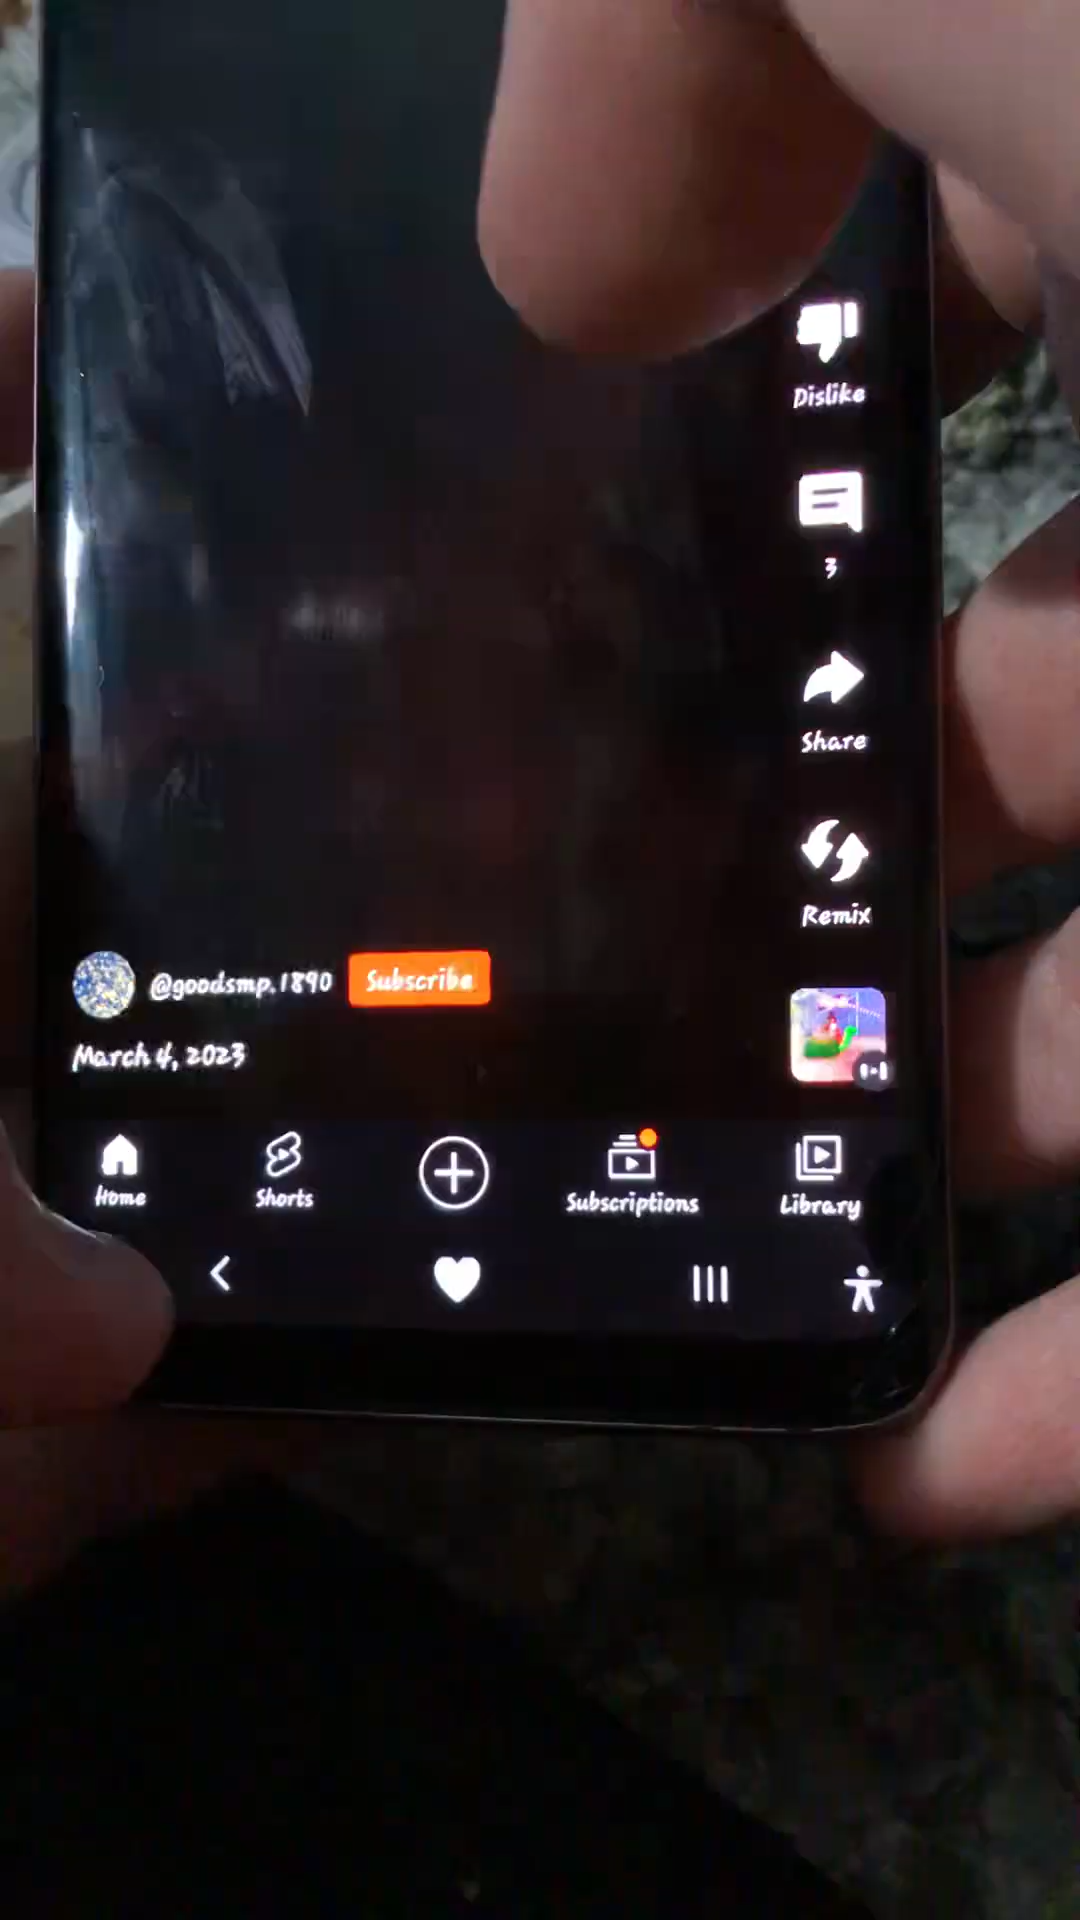 Dislike
3
Share
Remix
@goodsmp.1890 Subscribe
March 4, 2023
Home Shorts Subscriptions Library